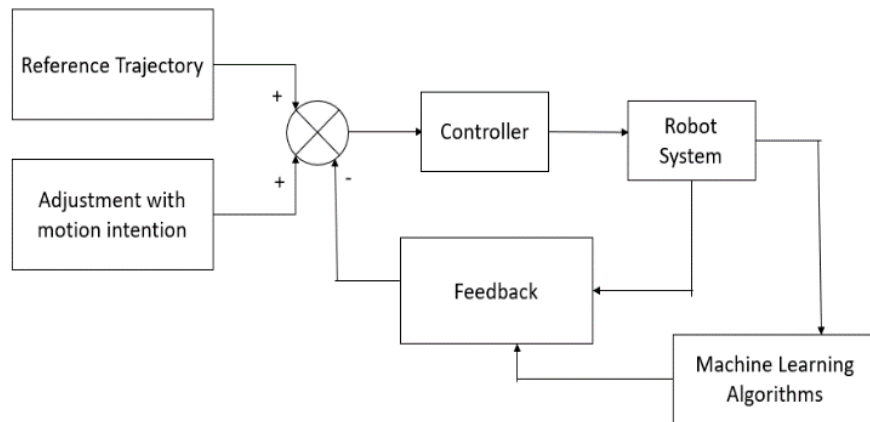 Reference Trajectory
+
Controller
Robot
System
+
-
Adjustment with
motion intention
Feedback
Machine Learning
Algorithms